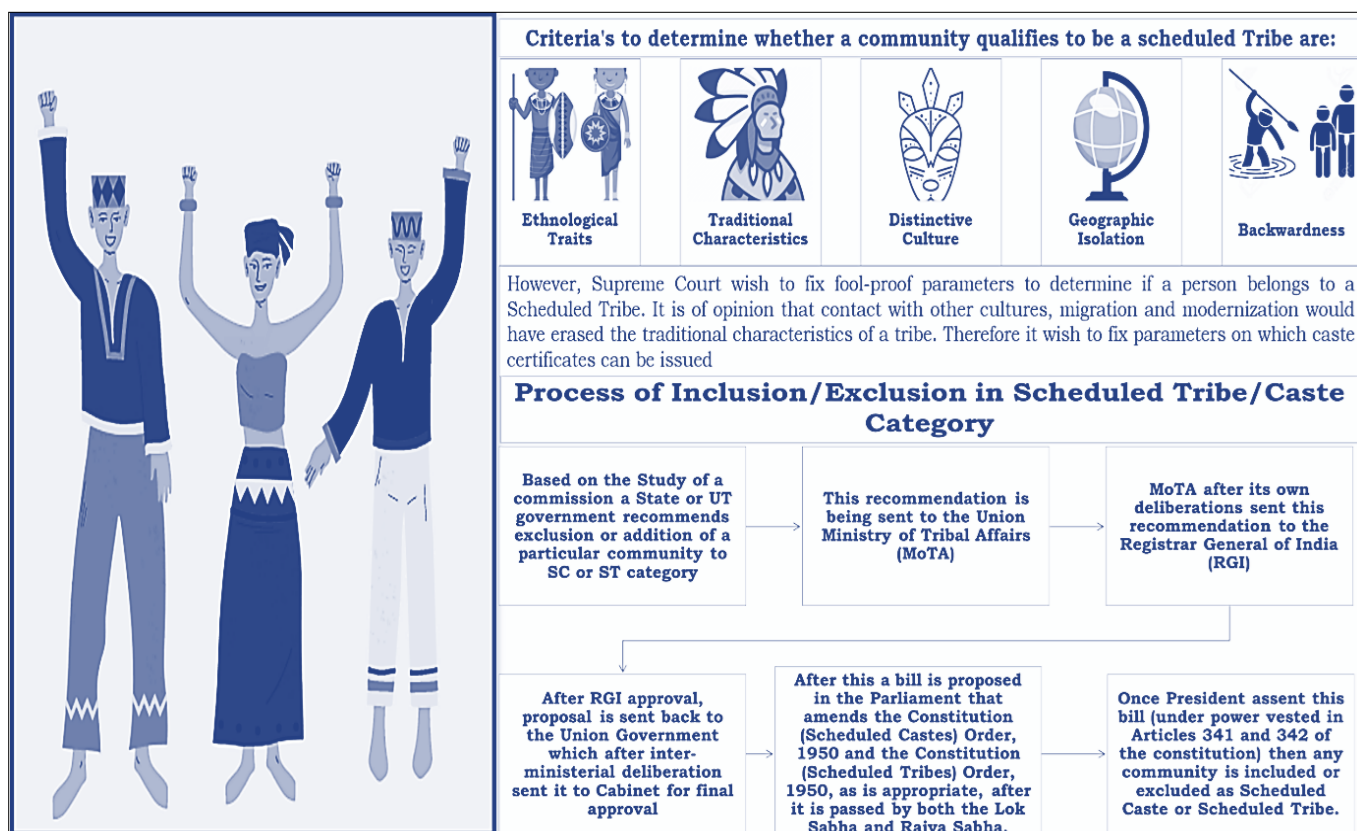 Criteria's to determine whether a community qualifies to be a scheduled Tribe are:
Ethnological
Traits
Traditional
Characteristics
Distinctive
Culture
Geographic
Isolation
Backwardness
However, Supreme Court wish to fix fool-proof parameters to determine if a person belongs to a
Scheduled Tribe. It is of opinion that contact with other cultures, migration and modernization would
have erased the traditional characteristics of a tribe. Therefore it wish to fix parameters on which caste
certificates can be issued
Process of Inclusion/Exclusion in Scheduled Tribe/Caste
Category
Based on the Study of a
commission a State or UT
government recommends
exclusion or addition of a
particular community to
SC or ST category
This recommendation is
being sent to the Union
Ministry of Tribal Affairs
(MoTA)
MoTA after its own
deliberations sent this
recommendation to the
Registrar General of India
(RGI)
After RGI approval,
proposal is sent back to
the Union Government
which after inter-
ministerial deliberation
sent it to Cabinet for final
approval
After this a bill is proposed
in the Parliament that
amends the Constitution
(Scheduled Castes) Order,
1950 and the Constitution
(Scheduled Tribes) Order,
1950, as is appropriate, after
it is passed by both the Lok
Sabha and Rajya Sabha.
Once President assent this
bill (under power vested in
Articles 341 and 342 of
the constitution) then any
community is included or
excluded as Scheduled
Caste or Scheduled Tribe.